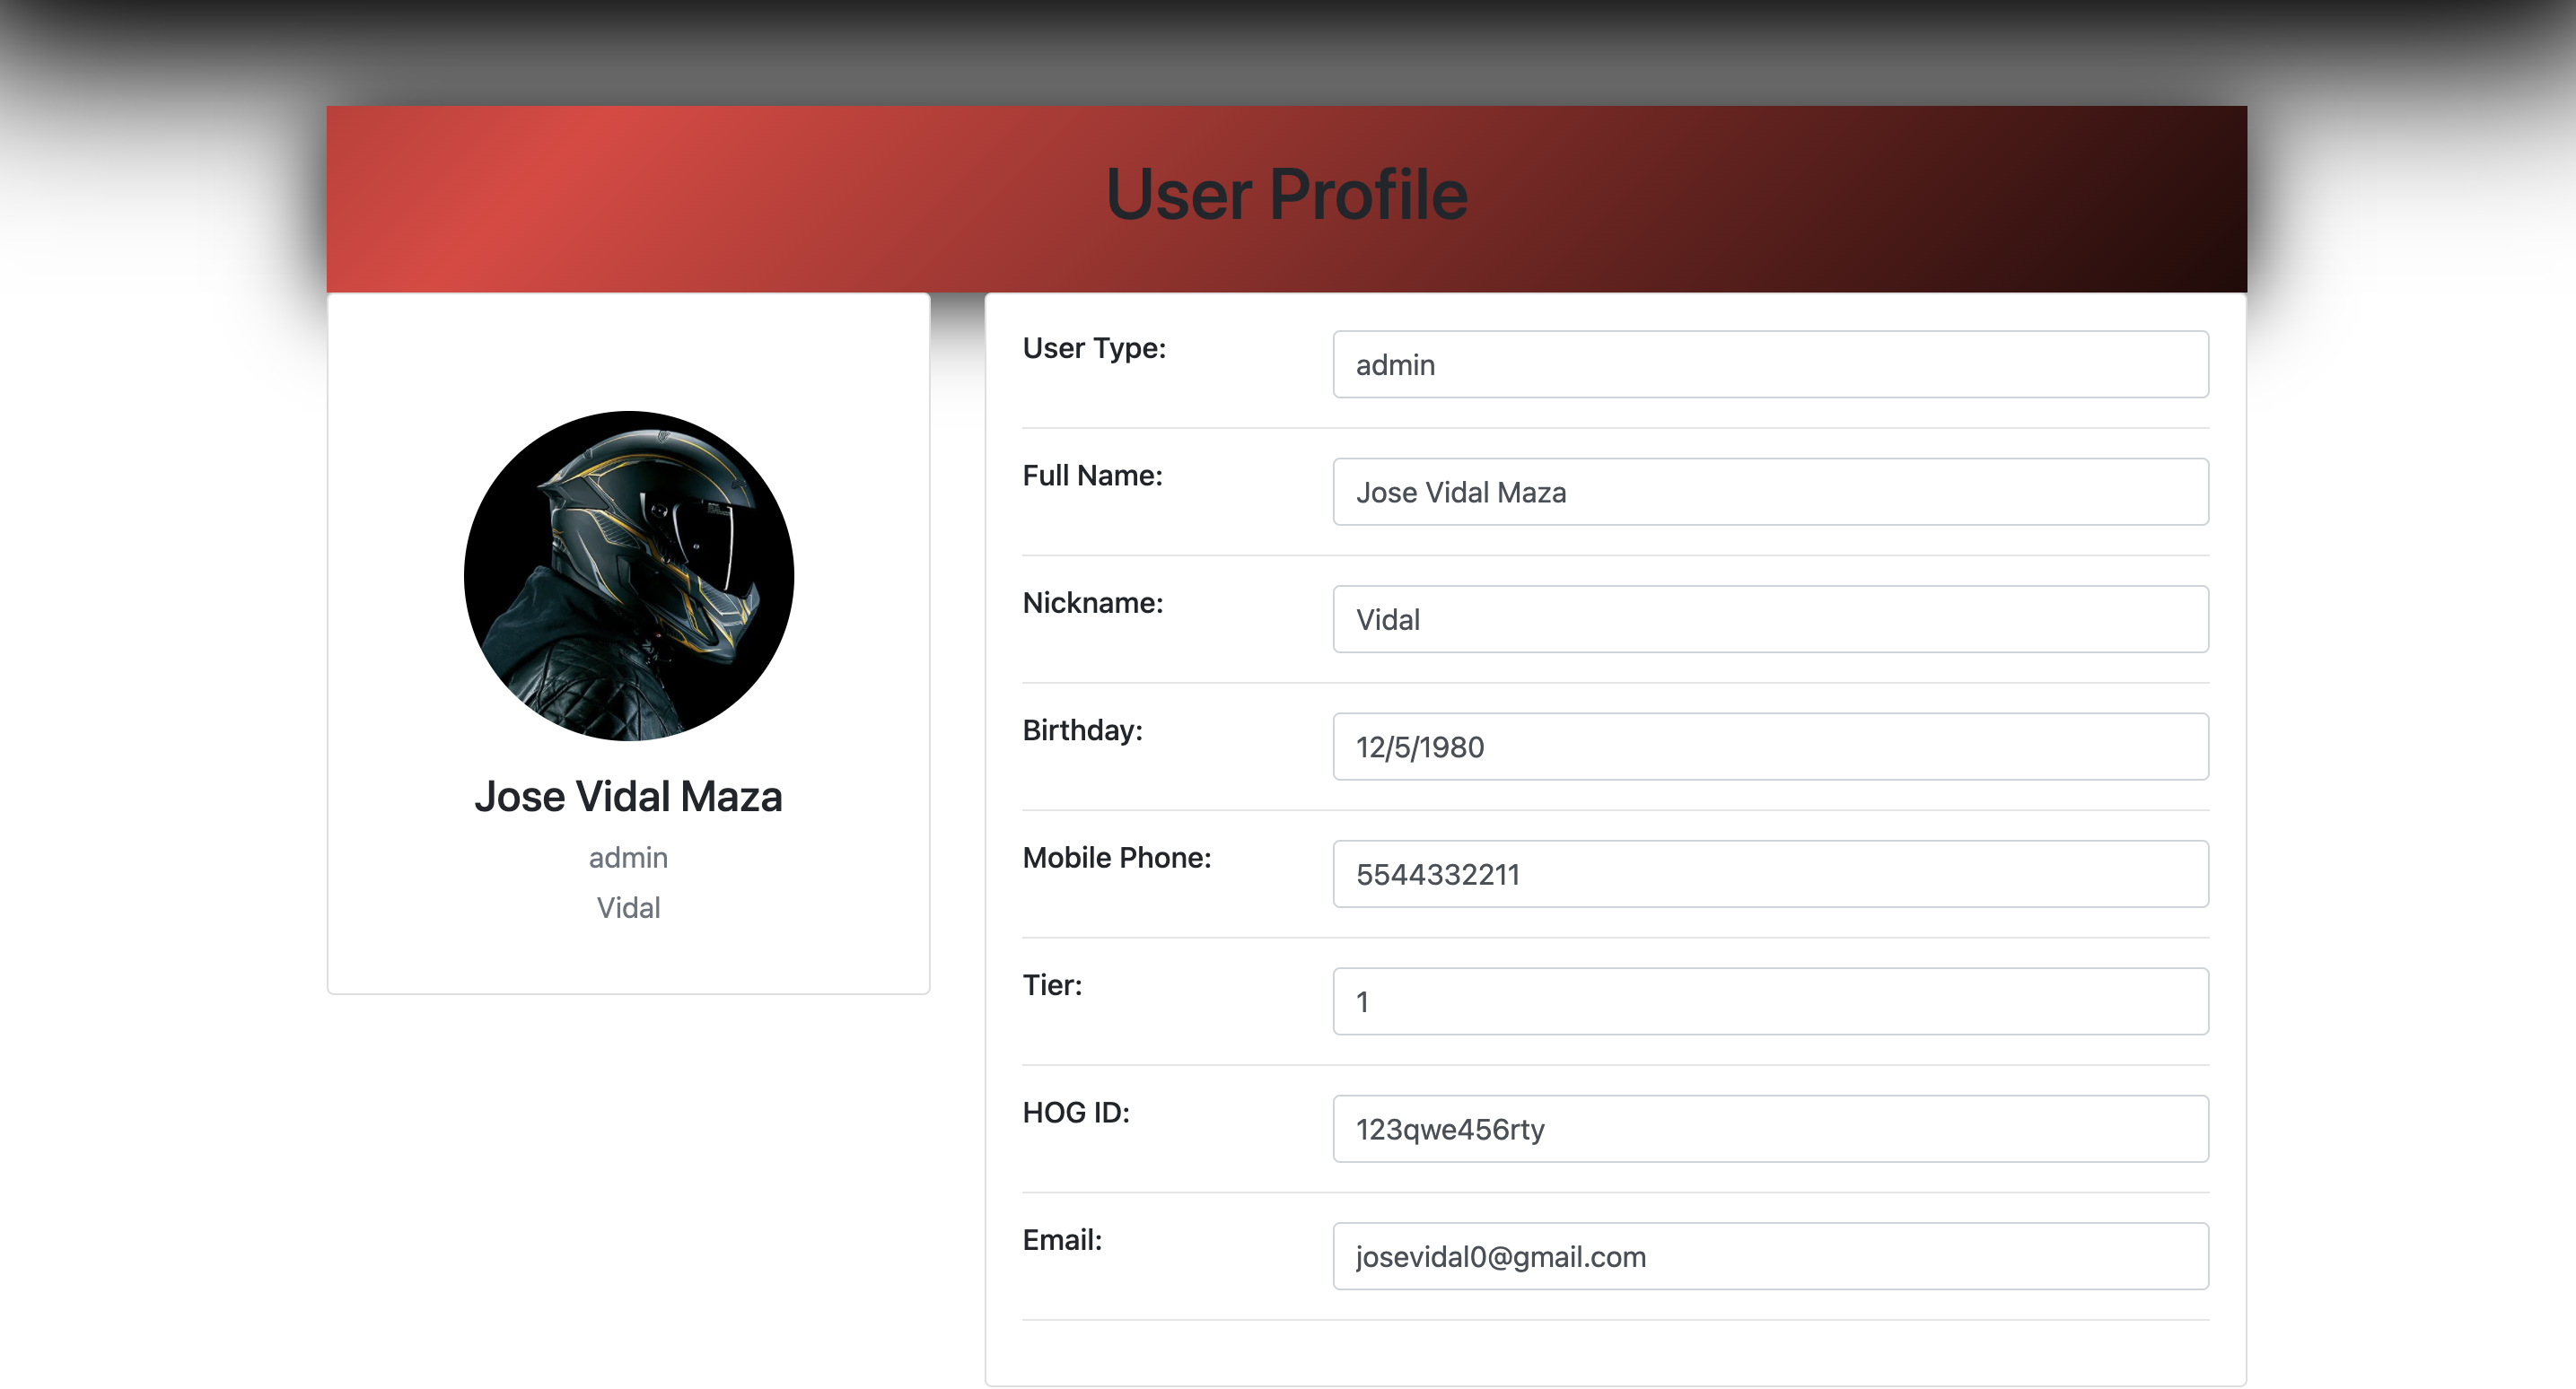 User Profile
Jose Vidal Maza
admin
Vidal
User Type:
admin
Full Name:
Jose Vidal Maza
Nickname:
Vidal
Birthday:
12/5/1980
Mobile Phone:
5544332211
Tier:
1
HOG ID:
123qwe456rty
Email:
josevidal0@gmail.com